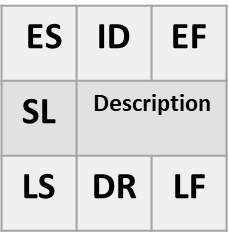 ES ID EF
SL Description
LS DR LF